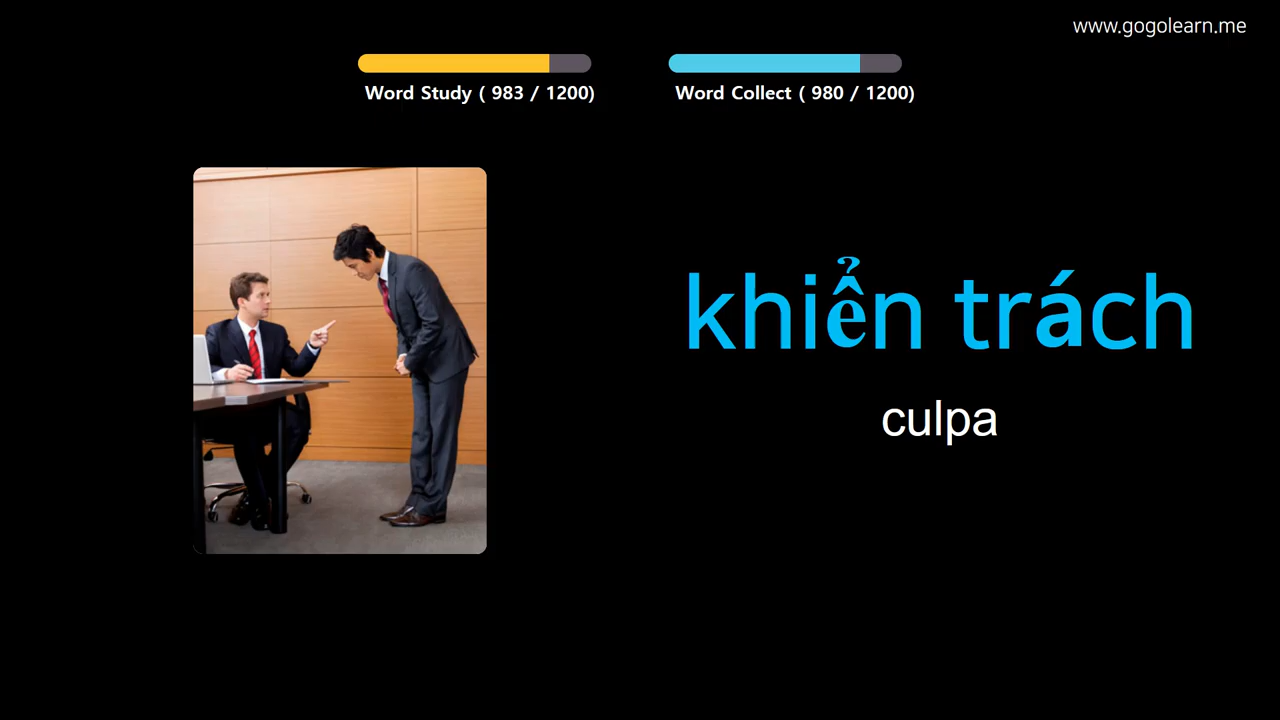 www.gogolearn.me
Word Study ( 983 / 1200)
Word Collect ( 980 / 1200)
khiển trách
culpa